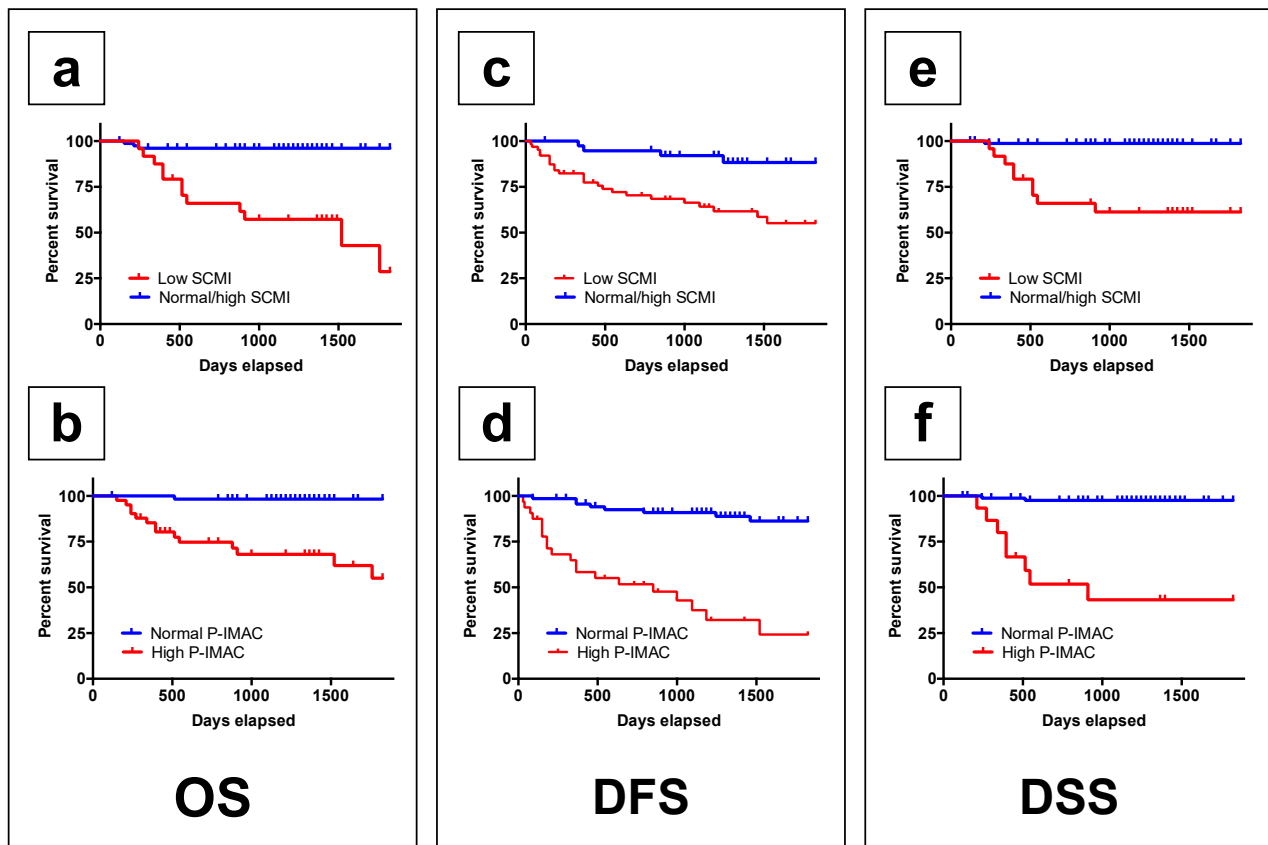 a
100
75
50
25
0
Percent survival
Low SCMI
Normal/high SCMI
0 500 1000 1500
Days elapsed
b
100
75
50
25
0
Percent survival
Normal P-IMAC
High P-IMAC
0 500 1000 1500
Days elapsed
OS
c
100
75
50
25
0
Percent survival
Low SCMI
Normal/high SCMI
0 500 1000 1500
Days elapsed
d
100
75
50
25
0
Percent survival
Normal P-IMAC
High P-IMAC
0 500 1000 1500
Days elapsed
DFS
e
100
75
50
25
0
Percent survival
Low SCMI
Normal/high SCMI
0 500 1000 1500
Days elapsed
f
100
75
50
25
0
Percent survival
Normal P-IMAC
High P-IMAC
0 500 1000 1500
Days elapsed
DSS